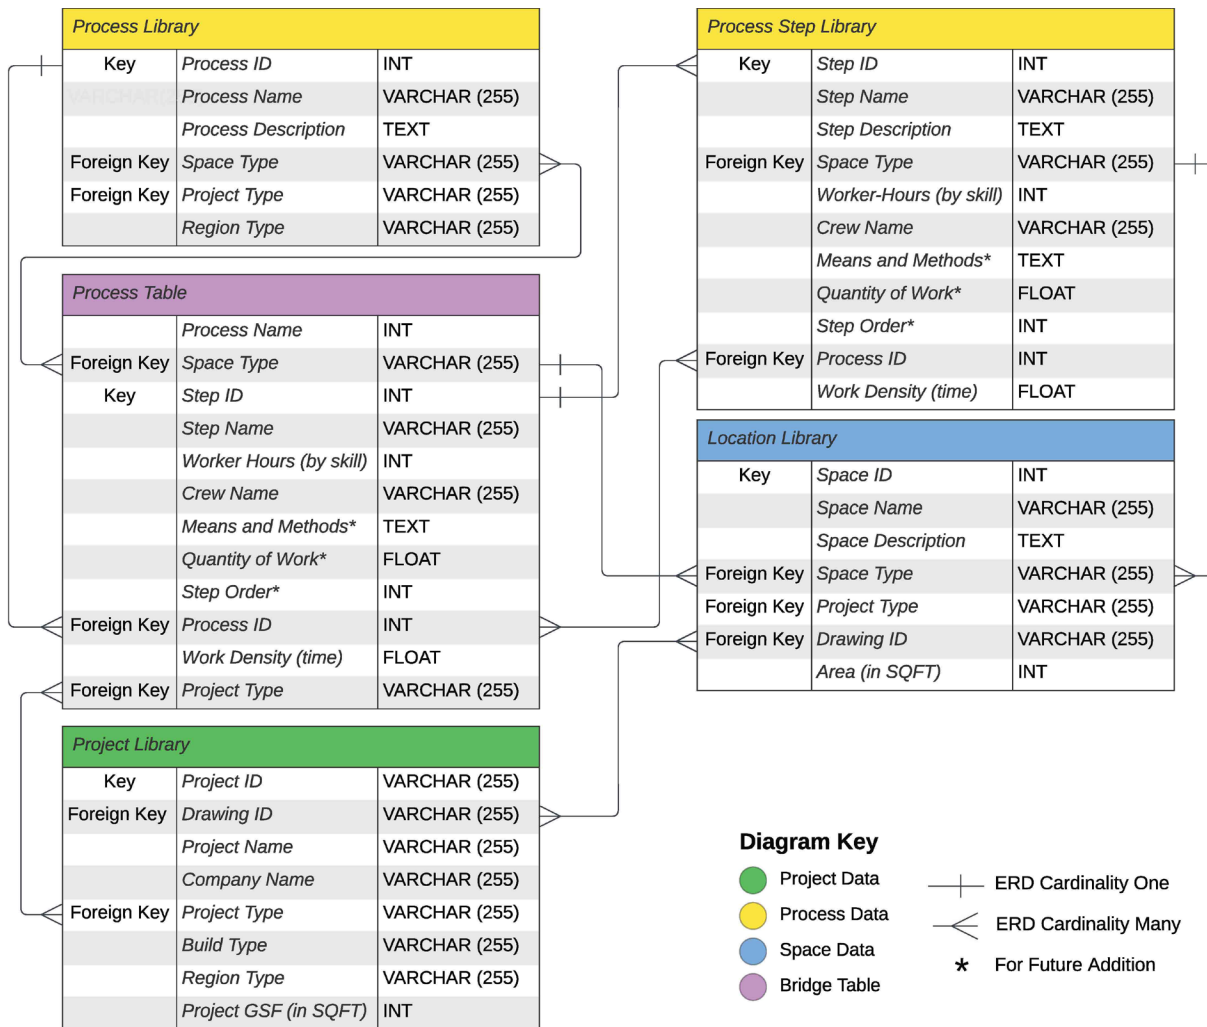 Process Library
Key Process ID INT
VARCHAR(2 Process Name VARCHAR (255)
Process Description TEXT
Foreign Key Space Type VARCHAR (255)
Foreign Key Project Type VARCHAR (255)
Region Type VARCHAR (255)
Process Table
Process Name INT
Foreign Key Space Type VARCHAR (255)
Key Step ID INT
Step Name VARCHAR (255)
Worker Hours (by skill) INT
Crew Name VARCHAR (255)
Means and Methods* TEXT
Quantity of Work* FLOAT
Step Order* INT
Foreign Key Process ID INT
Work Density (time) FLOAT
Foreign Key Project Type VARCHAR (255)
Project Library
Key Project ID VARCHAR (255)
Foreign Key Drawing ID VARCHAR (255)
Project Name VARCHAR (255)
Company Name VARCHAR (255)
Foreign Key Project Type VARCHAR (255)
Build Type VARCHAR (255)
Region Type VARCHAR (255)
Project GSF (in SQFT) INT
Process Step Library
Key Step ID INT
Step Name VARCHAR (255)
Step Description TEXT
Foreign Key Space Type VARCHAR (255)
Worker-Hours (by skill) INT
Crew Name VARCHAR (255)
Means and Methods* TEXT
Quantity of Work* FLOAT
Step Order* INT
Foreign Key Process ID INT
Work Density (time) FLOAT
Location Library
Key Space ID INT
Space Name VARCHAR (255)
Space Description TEXT
Foreign Key Space Type VARCHAR (255)
Foreign Key Project Type VARCHAR (255)
Foreign Key Drawing ID VARCHAR (255)
Area (in SQFT) INT
Diagram Key
Project Data
Process Data
Space Data
Bridge Table
ERD Cardinality One
ERD Cardinality Many
* For Future Addition